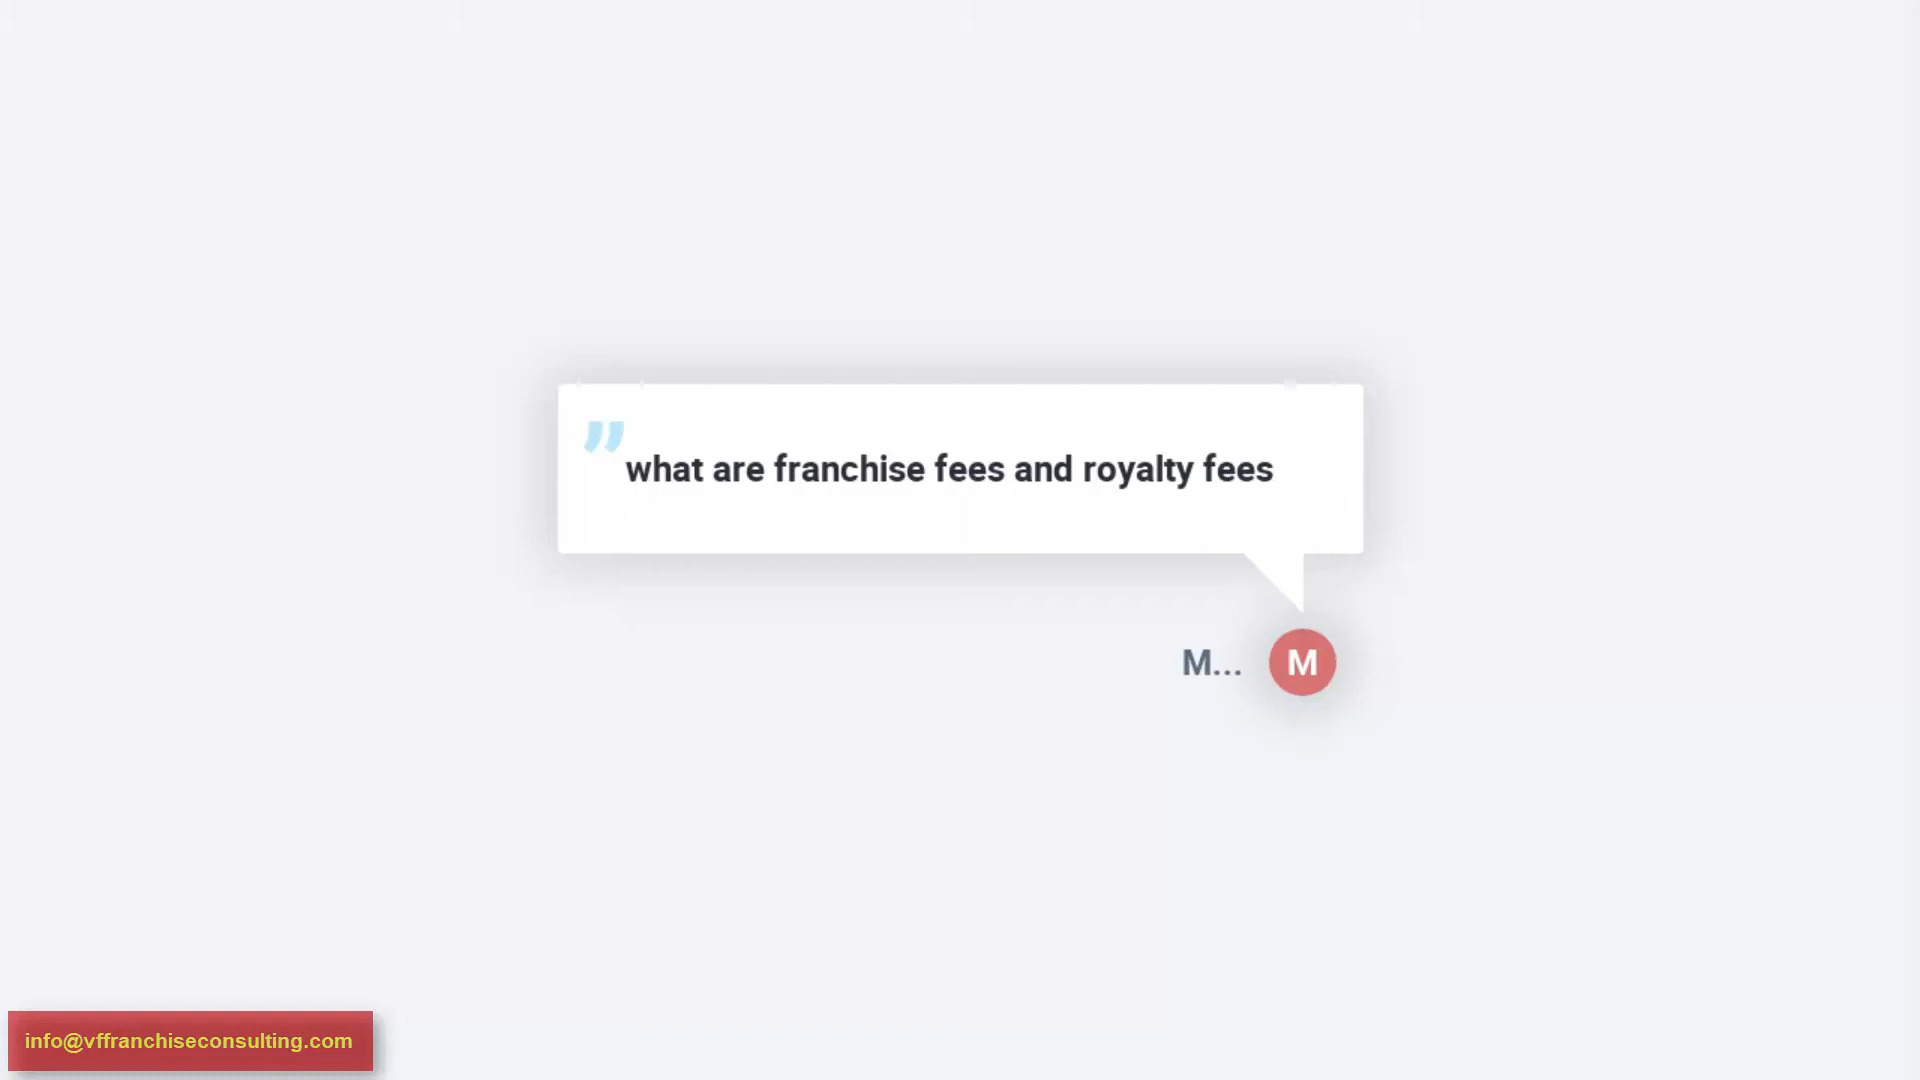 ”
what are franchise fees and royalty fees
M...
M
info@vffranchiseconsulting.com